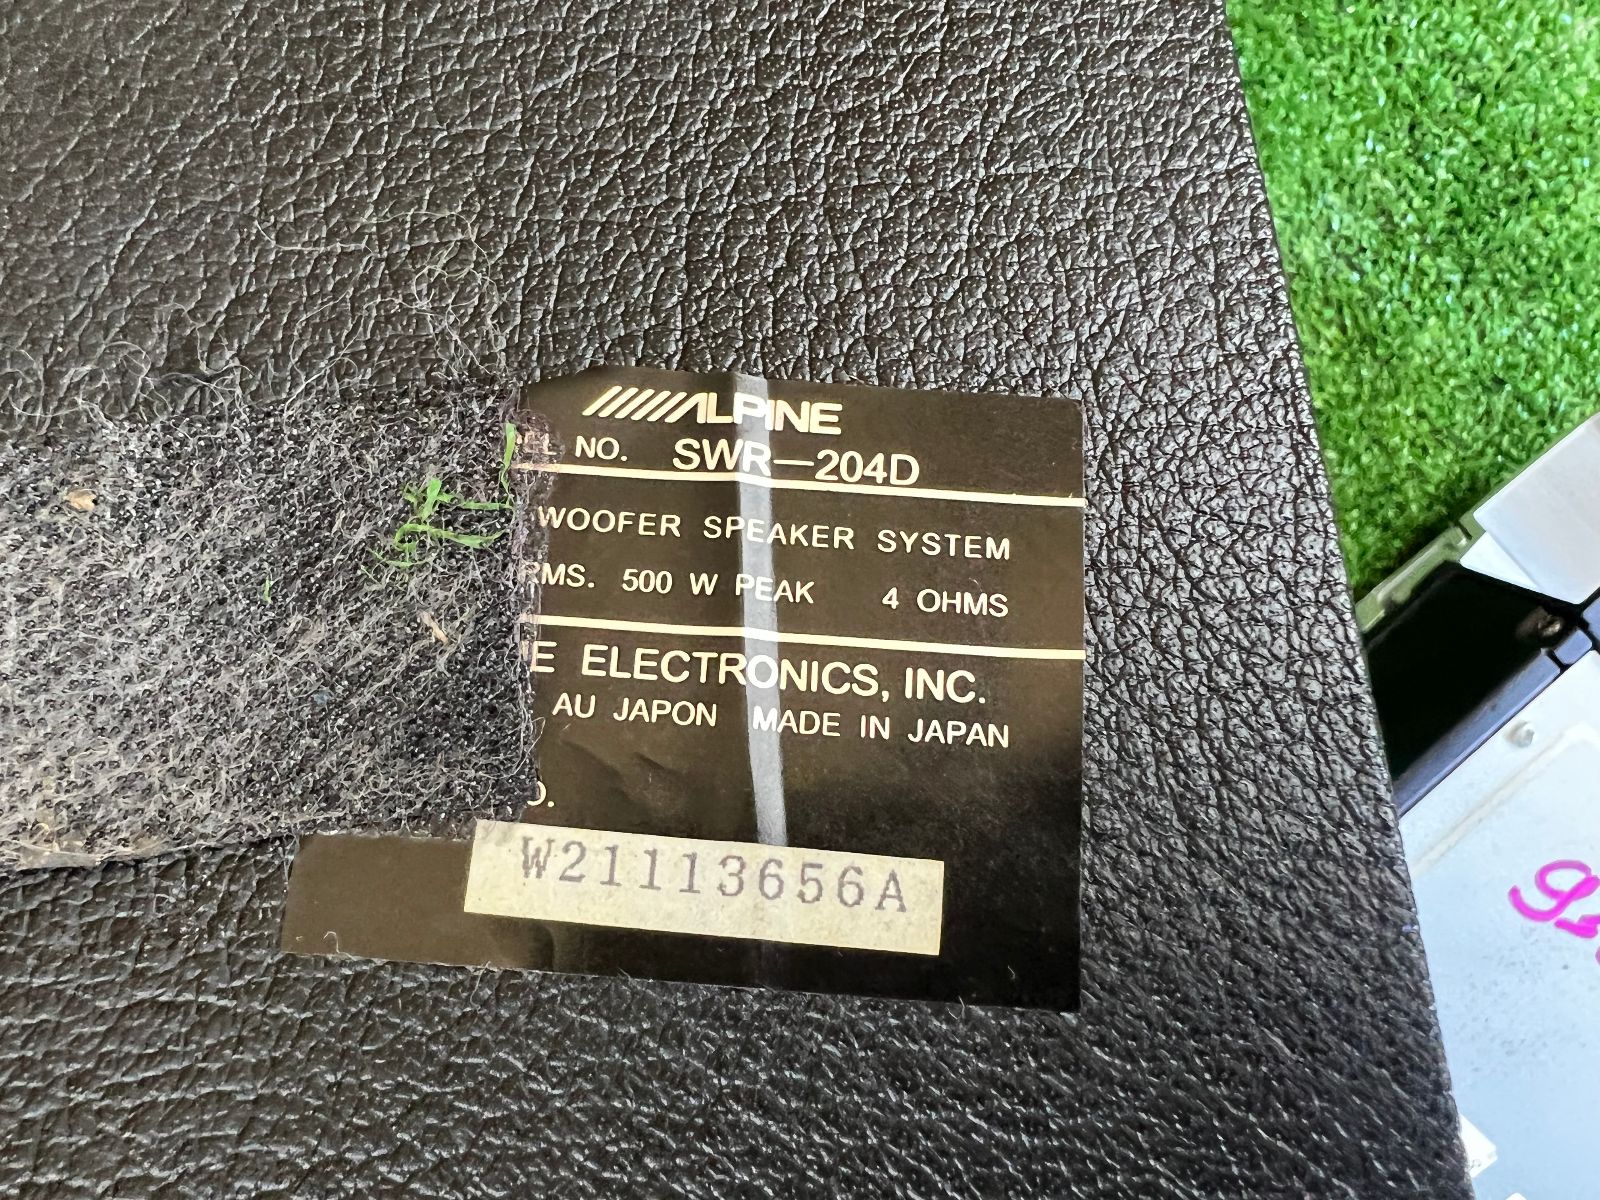 ALPINE
NO. SWR-204D
WOOFER SPEAKER SYSTEM
RMS. 500 W PEAK 4 OHMS
ELECTRONICS, INC.
AU JAPON MADE IN JAPAN
W21113656A